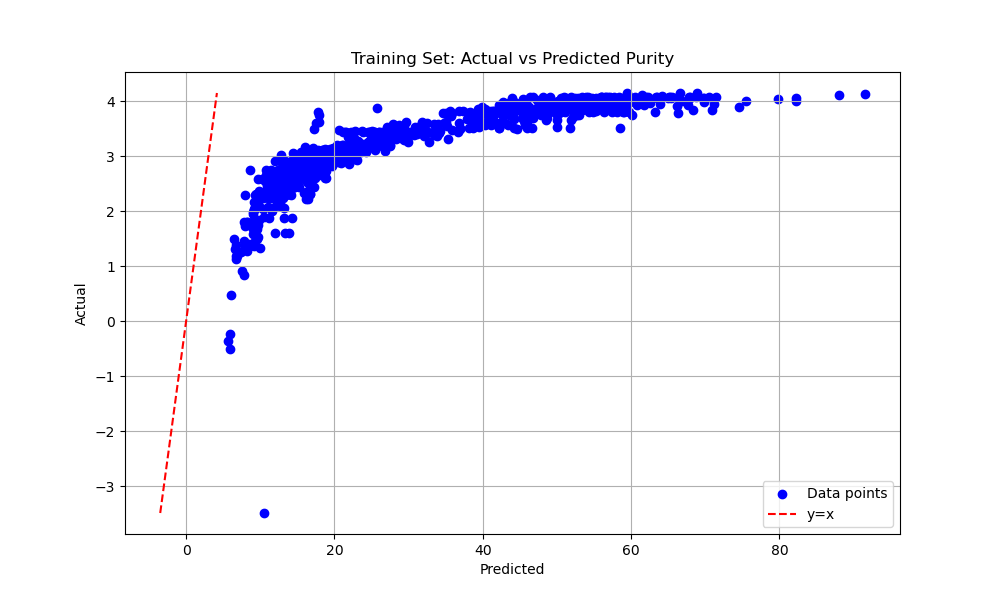 Training Set: Actual vs Predicted Purity
4
3
2
1
0
−1
−2
−3
Actual
0 20 40 60 80
Predicted
Data points
y=x